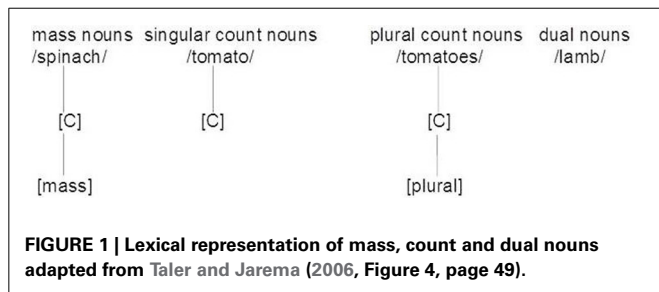 mass nouns singular count nouns plural count nouns dual nouns
/spinach/ /tomato/ /tomatoes/ /lamb/
[C] [C] [C]
[mass] [plural]
FIGURE 1 | Lexical representation of mass, count and dual nouns
adapted from Taler and Jarema (2006, Figure 4, page 49).